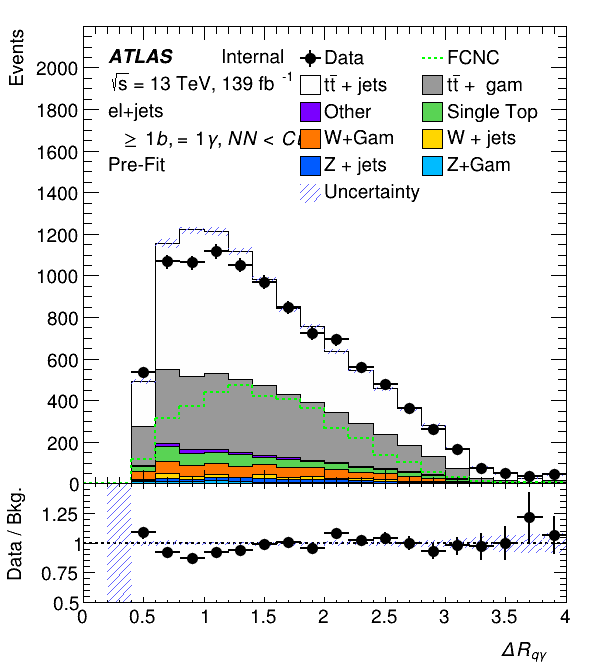 Events
ATLAS Internal
√s = 13 TeV, 139 fb⁻¹
el+jets
≥ 1b, = 1γ, NN <
Pre-Fit
Data
FCNC
tt̄ + jets
tt̄ + gam
Other
Single Top
W+Gam
W + jets
Z + jets
Z+Gam
Uncertainty
2000
1800
1600
1400
1200
1000
800
600
400
200
0
Data / Bkg.
1.25
1
0.75
0.5
0 0.5 1 1.5 2 2.5 3 3.5 4
ΔR_qγ